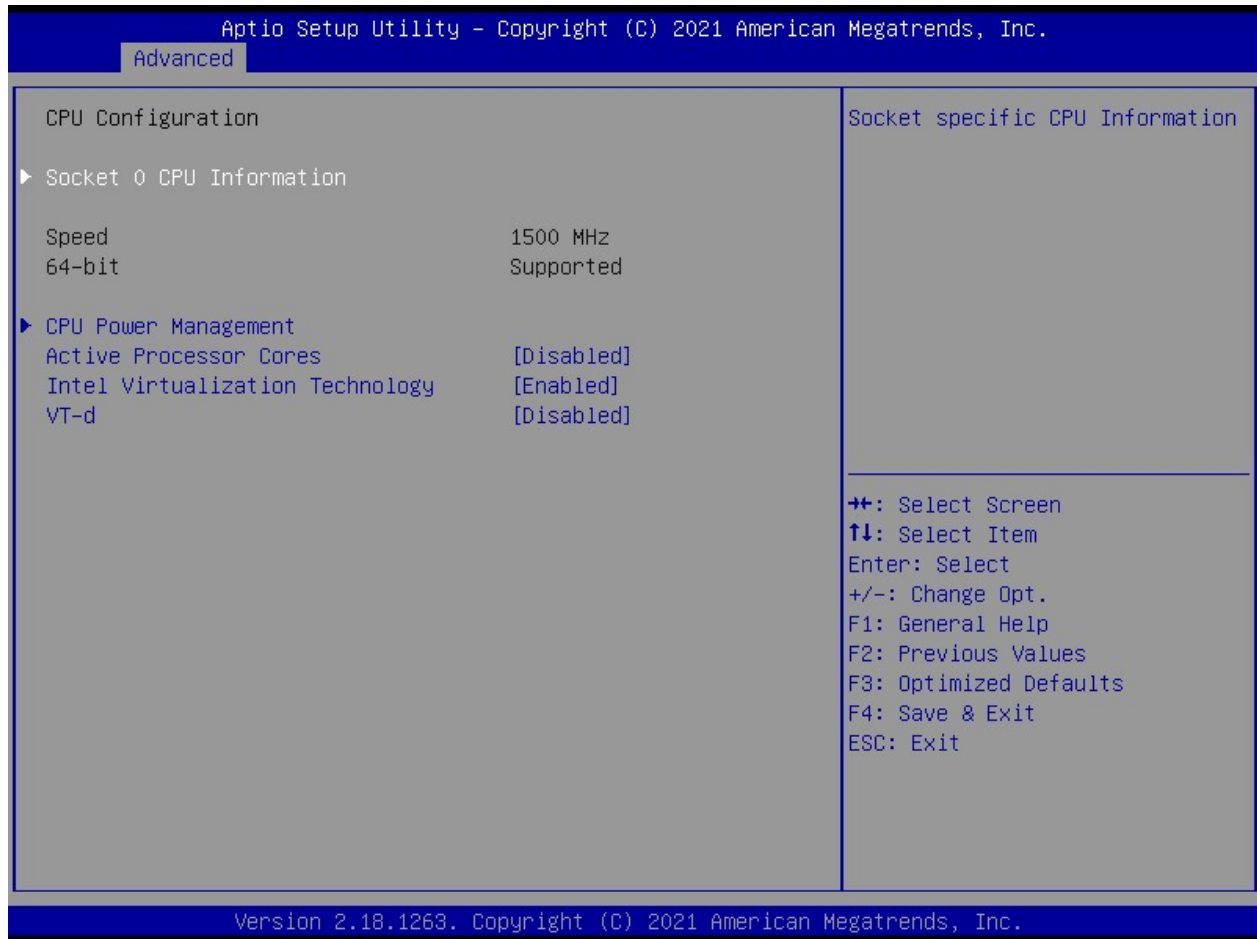 Aptio Setup Utility – Copyright (C) 2021 American Megatrends, Inc.
Advanced
CPU Configuration
Socket 0 CPU Information
Speed 1500 MHz
64-bit Supported
CPU Power Management
Active Processor Cores [Disabled]
Intel Virtualization Technology [Enabled]
VT-d [Disabled]
Socket specific CPU Information
→←: Select Screen
↑↓: Select Item
Enter: Select
+/-: Change Opt.
F1: General Help
F2: Previous Values
F3: Optimized Defaults
F4: Save & Exit
ESC: Exit
Version 2.18.1263. Copyright (C) 2021 American Megatrends, Inc.